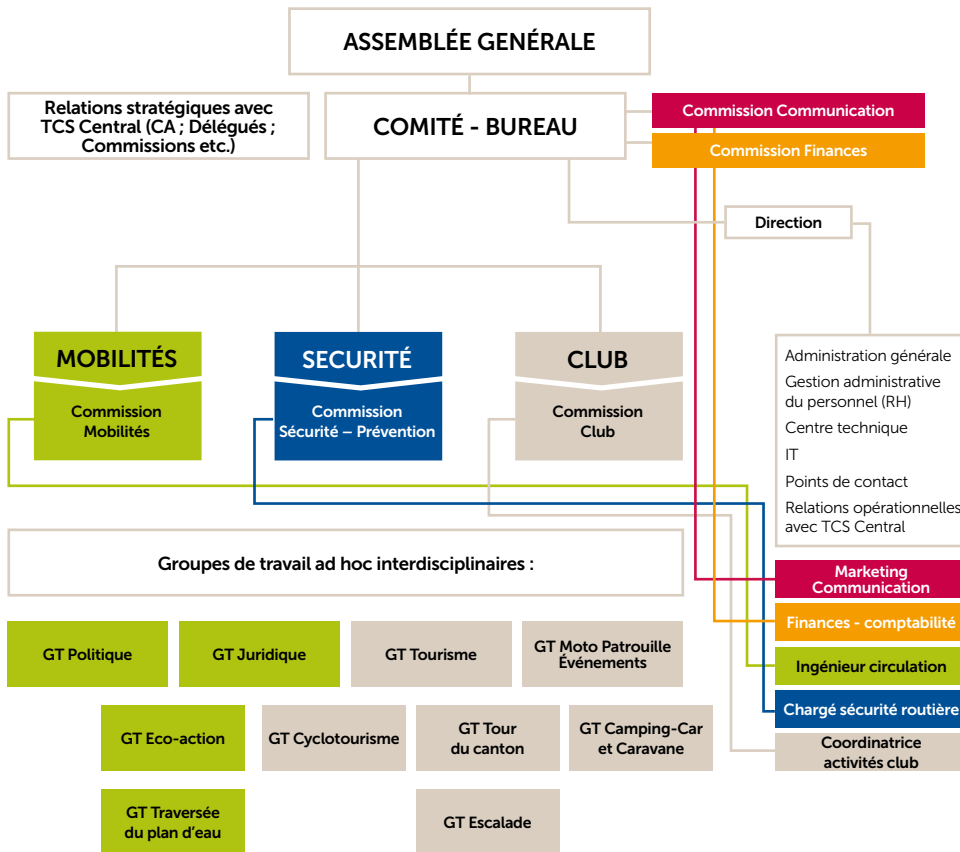 ASSEMBLÉE GENÉRALE
Relations stratégiques avec
TCS Central (CA ; Délégués ;
Commissions etc.)
COMITÉ - BUREAU
Commission Communication
Commission Finances
Direction
MOBILITÉS
Commission
Mobilités
SECURITÉ
Commission
Sécurité – Prévention
CLUB
Commission
Club
Administration générale
Gestion administrative
du personnel (RH)
Centre technique
IT
Points de contact
Relations opérationnelles
avec TCS Central
Groupes de travail ad hoc interdisciplinaires :
Marketing
Communication
Finances - comptabilité
Ingénieur circulation
Chargé sécurité routière
Coordinatrice
activités club
GT Politique
GT Juridique
GT Tourisme
GT Moto Patrouille
Événements
GT Eco-action
GT Cyclotourisme
GT Tour
du canton
GT Camping-Car
et Caravane
GT Traversée
du plan d'eau
GT Escalade